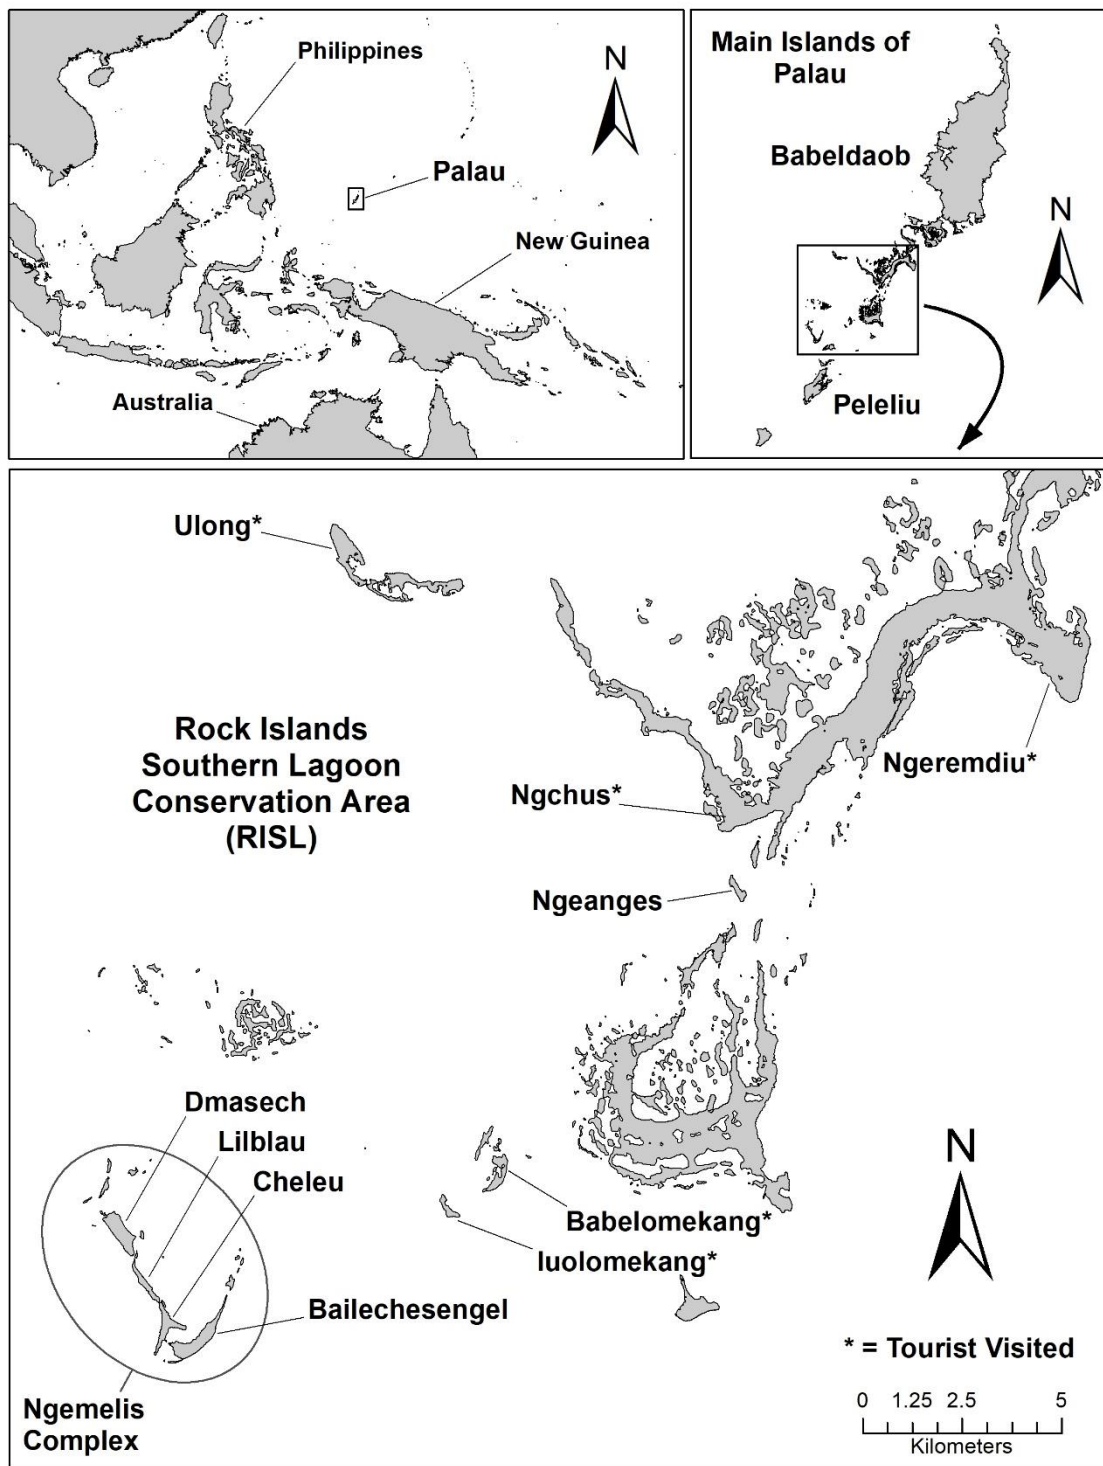 Philippines
N
Palau
New Guinea
Australia
Main Islands of
Palau
Babeldaob
N
Peleliu
Ulong*
Rock Islands
Southern Lagoon
Conservation Area
(RISL)
Ngeremdiu*
Ngchus*
Ngeanges
Dmasech
Lilblau
Cheleu
N
Babelomekang*
Iuolomekang*
Bailechesengel
* = Tourist Visited
Ngemelis
Complex
0 1.25 2.5 5
Kilometers